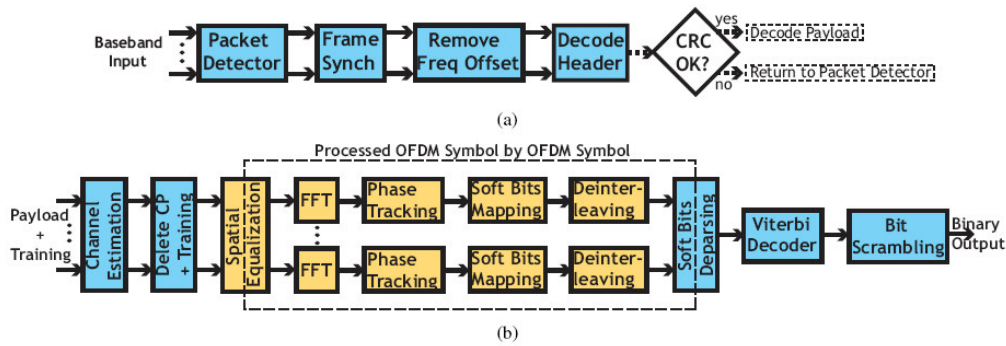 Baseband
Input
Packet
Detector
Frame
Synch
Remove
Freq Offset
Decode
Header
CRC
OK?
yes
Decode Payload
no
Return to Packet Detector
(a)
Processed OFDM Symbol by OFDM Symbol
Payload
+
Training
Channel
Estimation
Delete CP
+ Training
Spatial
Equalization
FFT
Phase
Tracking
Soft Bits
Mapping
Deinter-
leaving
FFT
Phase
Tracking
Soft Bits
Mapping
Deinter-
leaving
Soft Bits
Deparsing
Viterbi
Decoder
Bit
Scrambling
Binary
Output
(b)